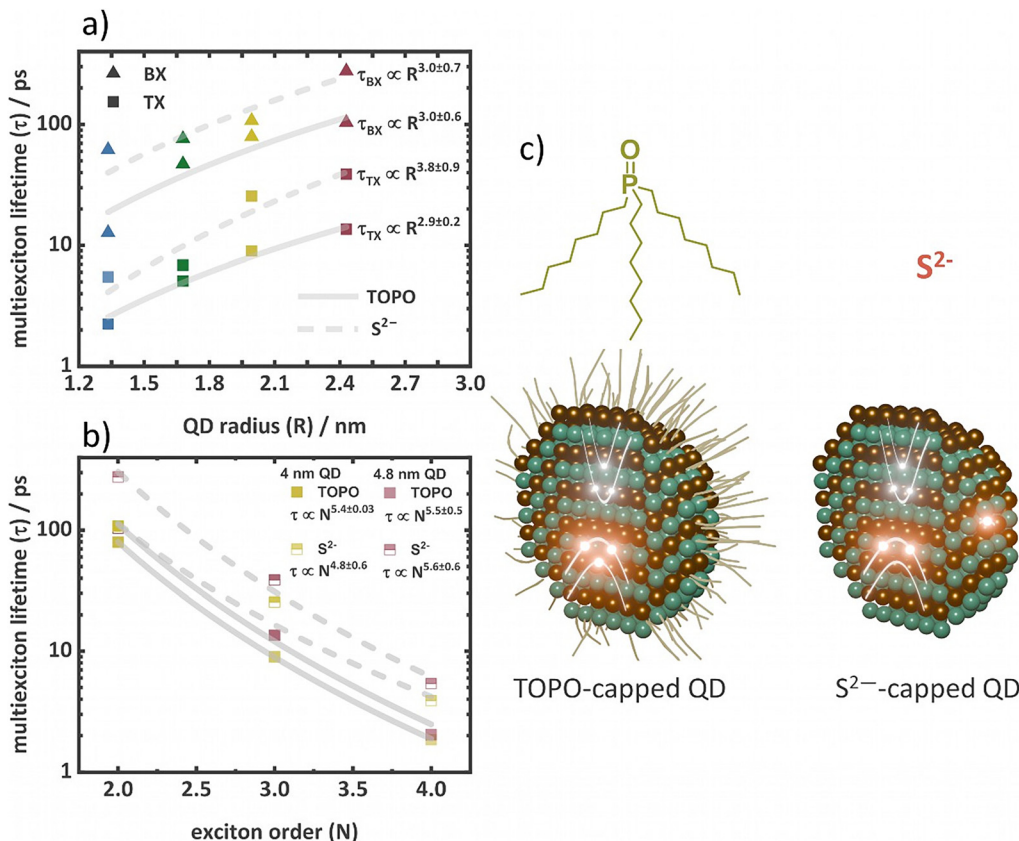 a)
multiexciton lifetime (τ) / ps
100
10
1
BX
TX
τBX ∝ R3.0±0.7
τBX ∝ R3.0±0.6
τTX ∝ R3.8±0.9
τTX ∝ R2.9±0.2
TOPO
S2−
1.2 1.5 1.8 2.1 2.4 2.7 3.0
QD radius (R) / nm
b)
multiexciton lifetime (τ) / ps
100
10
1
4 nm QD 4.8 nm QD
TOPO TOPO
τ ∝ N5.4±0.03 τ ∝ N5.5±0.5
S2- S2-
τ ∝ N4.8±0.6 τ ∝ N5.6±0.6
2.0 2.5 3.0 3.5 4.0
exciton order (N)
c)
O
P
S2-
TOPO-capped QD
S2—-capped QD